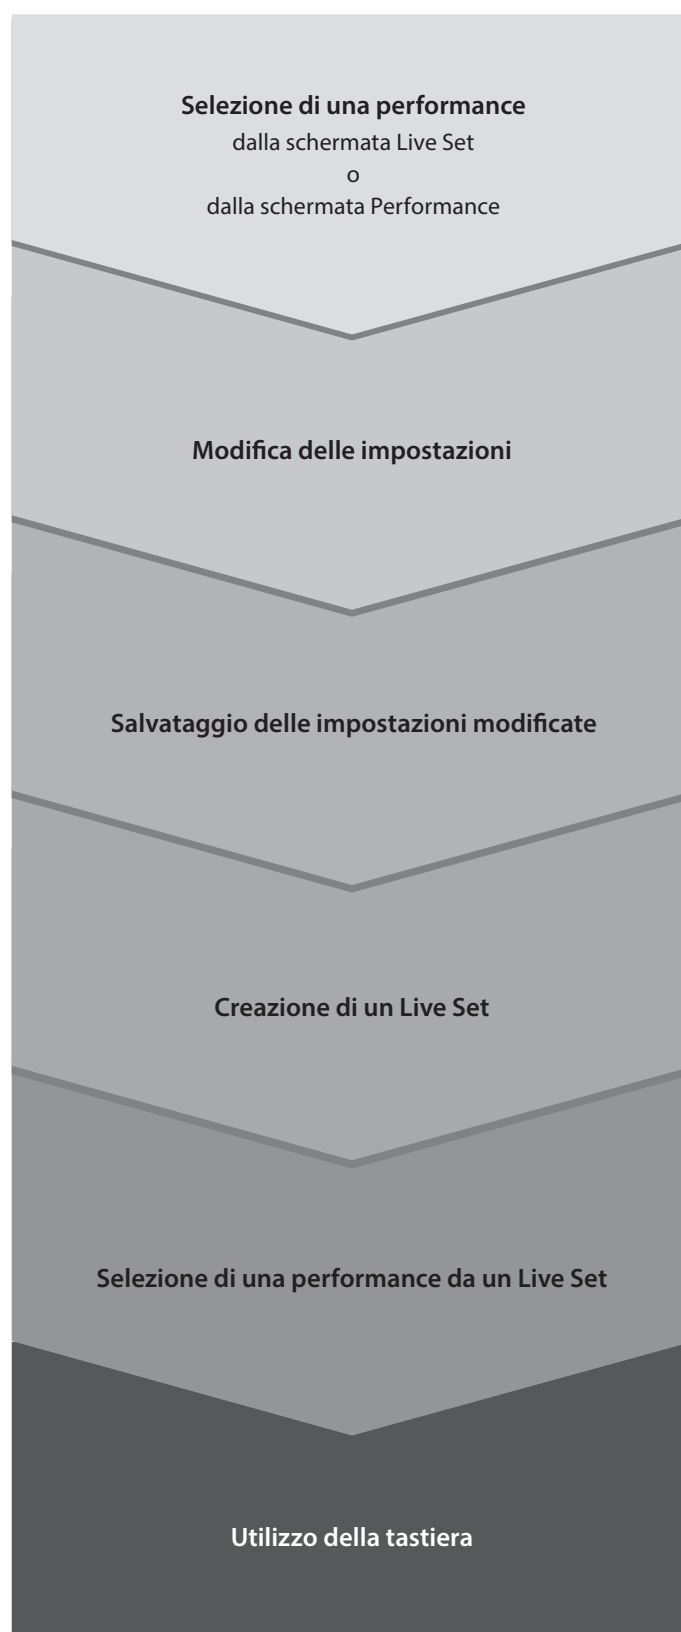 Selezione di una performance
dalla schermata Live Set
o
dalla schermata Performance
Modifica delle impostazioni
Salvataggio delle impostazioni modificate
Creazione di un Live Set
Selezione di una performance da un Live Set
Utilizzo della tastiera